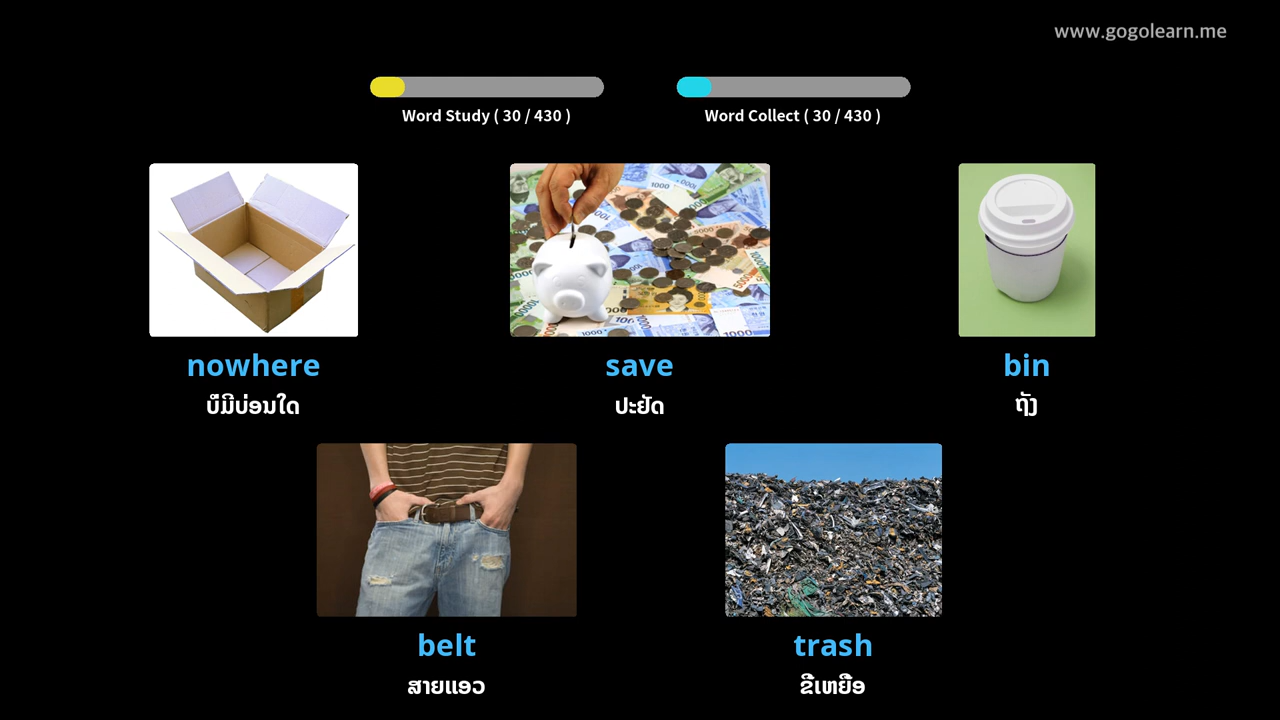 www.gogolearn.me
Word Study ( 30 / 430 )
Word Collect ( 30 / 430 )
nowhere
ບໍ່ມີບ່ອນໃດ
save
ປະຢັດ
bin
ຖັງ
belt
ສາຍແອວ
trash
ຂີ້ເຫຍື້ອ